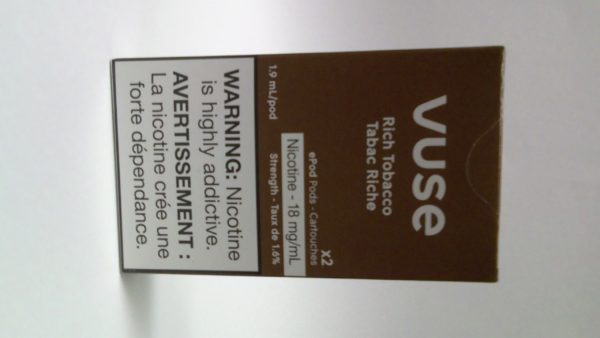 vuse
Rich Tobacco
Tabac Riche
x2
ePod Pods - Cartouches
Nicotine - 18 mg/mL
1.9 mL/pod
Strength - Taux de 1.6%
WARNING: Nicotine
is highly addictive.
AVERTISSEMENT :
La nicotine crée une
forte dépendance.